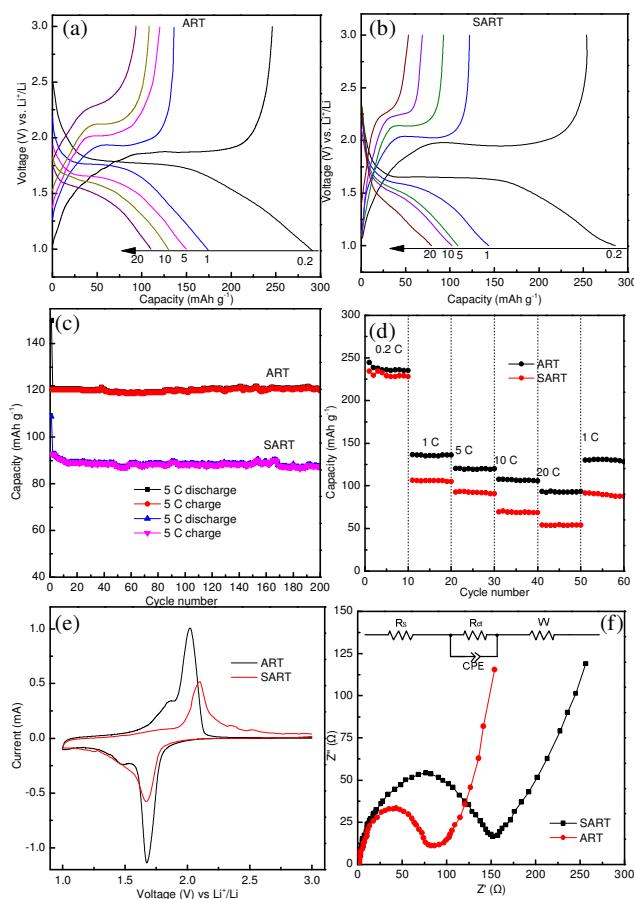 (a) ART
Voltage (V) vs. Li⁺/Li
3.0
2.5
2.0
1.5
1.0
20 10 5 1 0.2
0 50 100 150 200 250 300
Capacity (mAh g⁻¹)
(b) SART
Voltage (V) vs. Li⁺/Li
3.0
2.5
2.0
1.5
1.0
20 10 5 1 0.2
0 50 100 150 200 250 300
Capacity (mAh g⁻¹)
(c)
Capacity (mAh g⁻¹)
140
120
100
80
60
40
ART
SART
5 C discharge
5 C charge
5 C discharge
5 C charge
0 25 50 75 100 125 150 175 200
Cycle number
(d)
Capacity (mAh g⁻¹)
300
250
200
150
100
50
0
0.2 C
ART
SART
1 C 5 C 10 C 20 C 1 C
0 10 20 30 40 50 60
Cycle number
(e)
Current (mA)
1.0
0.5
0.0
-0.5
-1.0
ART
SART
1.0 1.5 2.0 2.5 3.0
Voltage (V) vs Li⁺/Li
(f)
Z'' (Ω)
150
125
100
75
50
25
0
Rs Rct W
CPE
SART
ART
0 50 100 150 200 250 300
Z' (Ω)